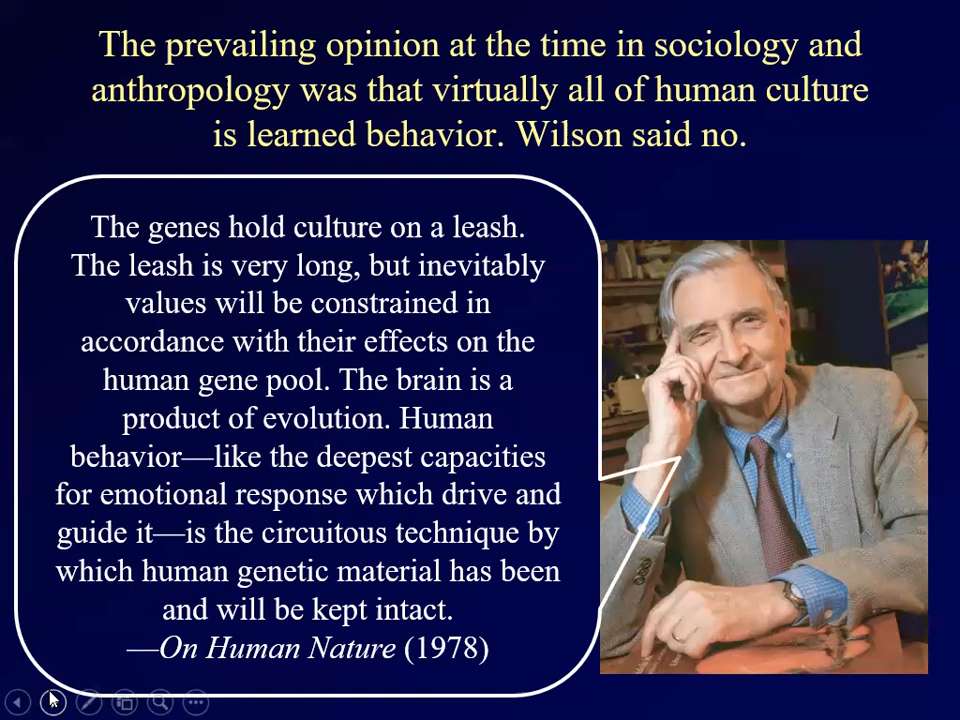 The prevailing opinion at the time in sociology and
anthropology was that virtually all of human culture
is learned behavior. Wilson said no.
The genes hold culture on a leash.
The leash is very long, but inevitably
values will be constrained in
accordance with their effects on the
human gene pool. The brain is a
product of evolution. Human
behavior—like the deepest capacities
for emotional response which drive and
guide it—is the circuitous technique by
which human genetic material has been
and will be kept intact.
—On Human Nature (1978)